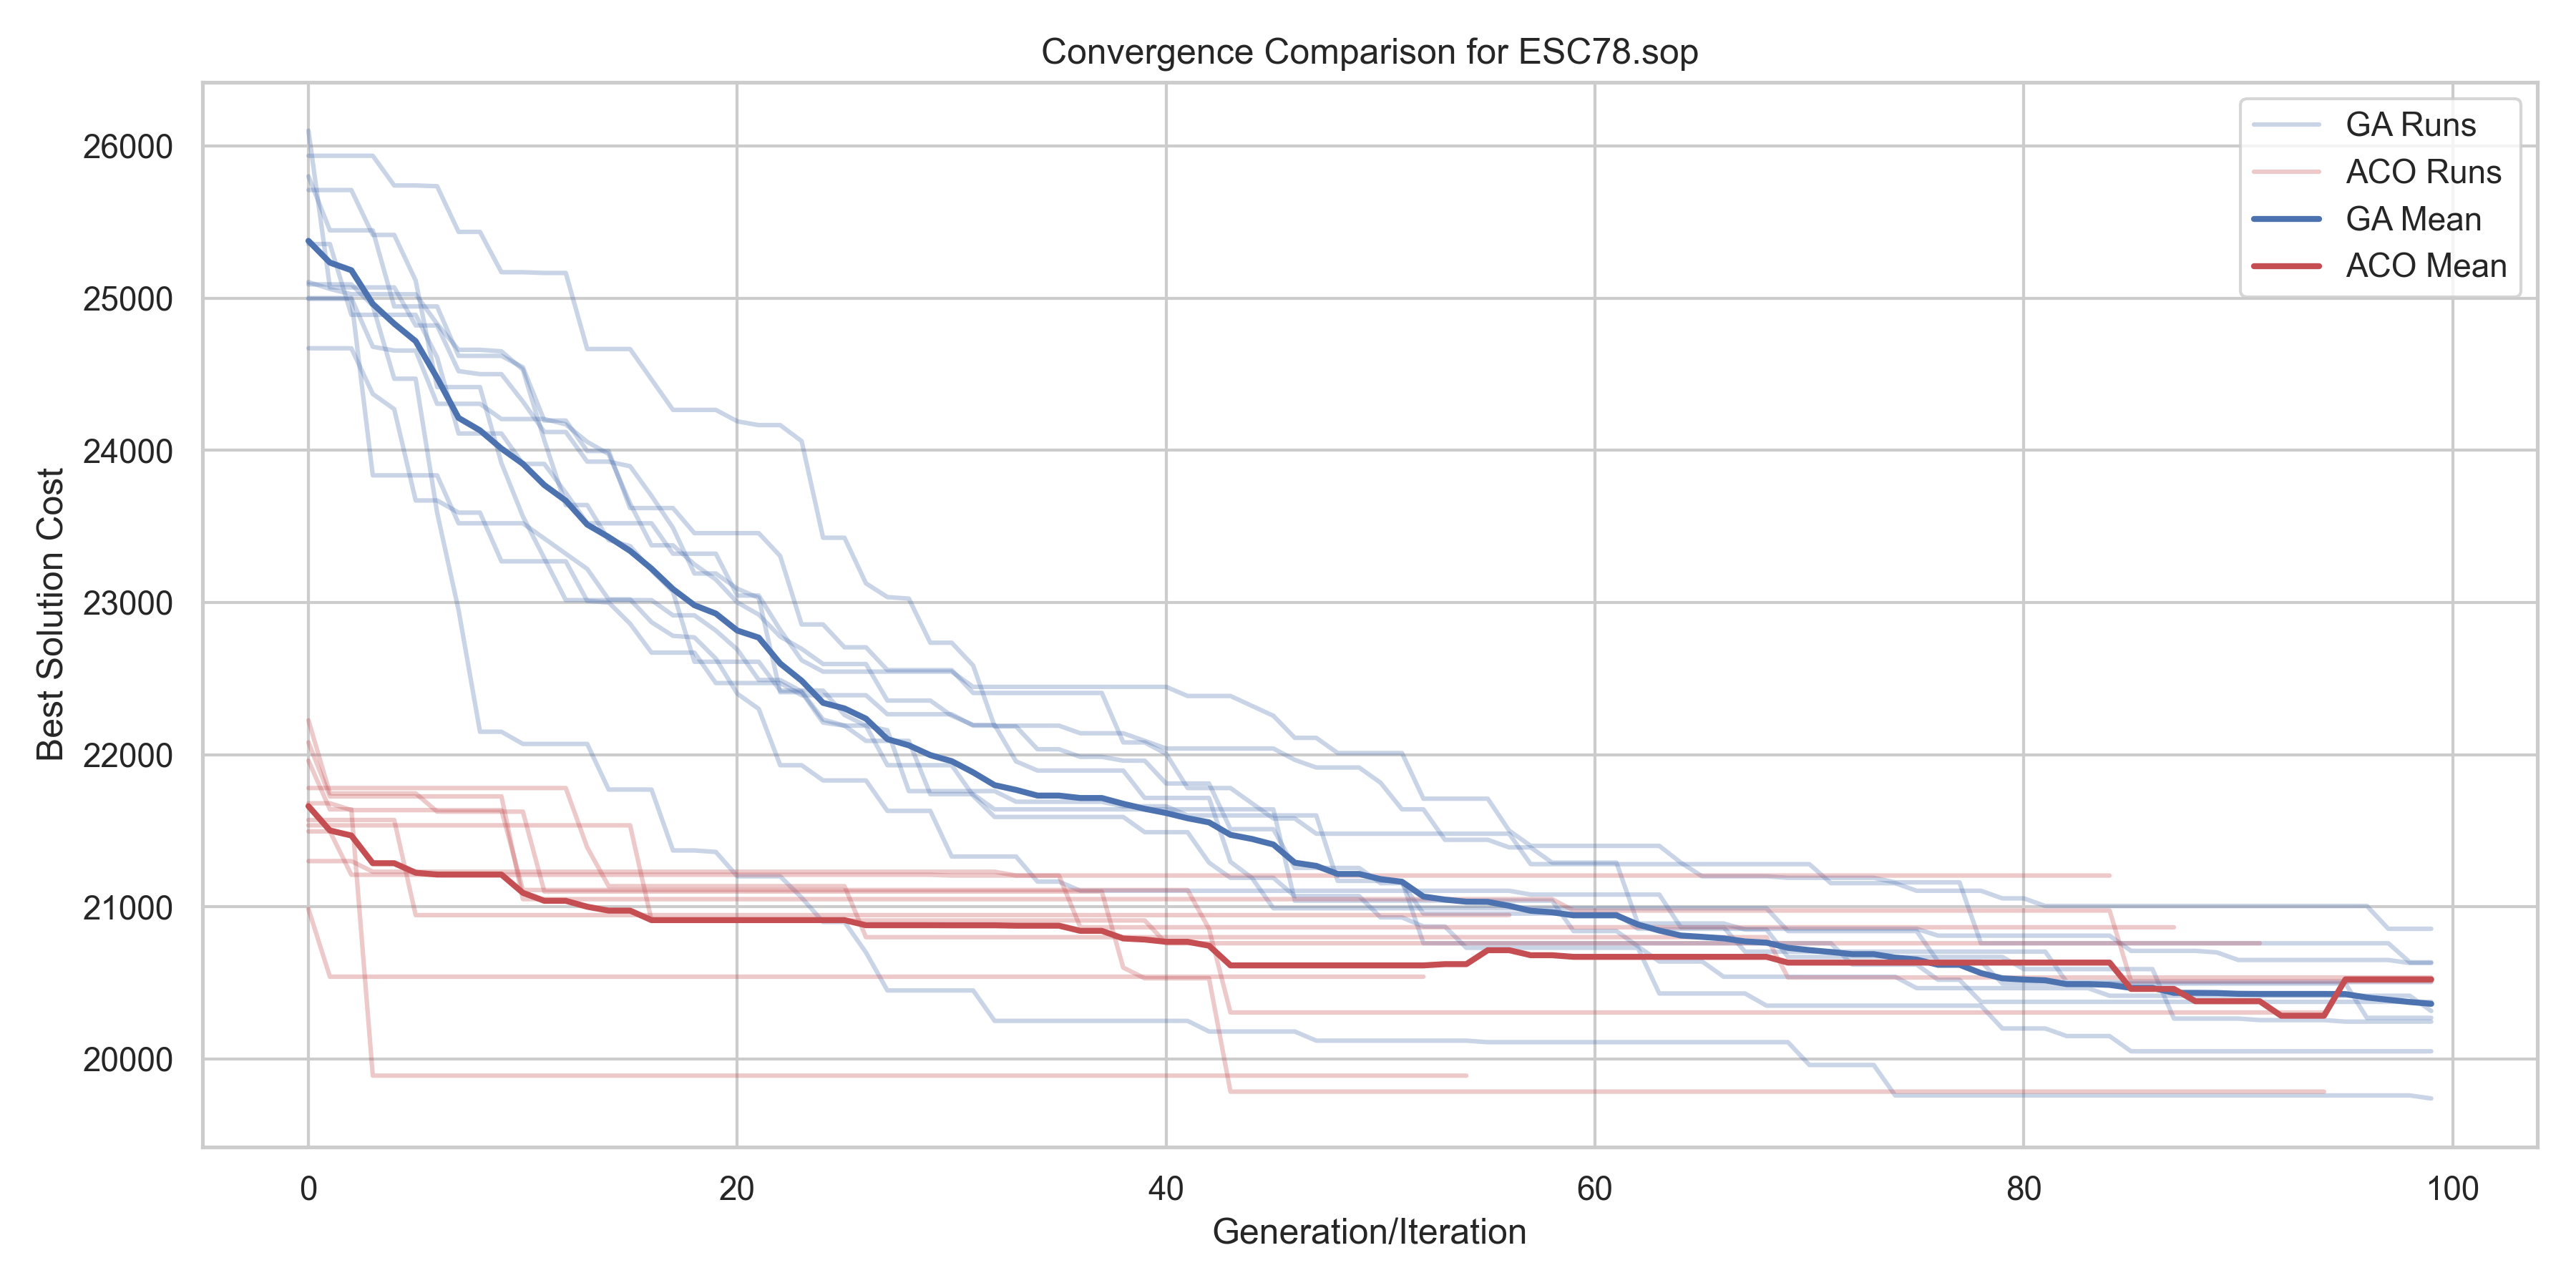 Convergence Comparison for ESC78.sop
GA Runs
ACO Runs
GA Mean
ACO Mean
26000
25000
24000
23000
22000
21000
20000
Best Solution Cost
0
20
40
60
80
100
Generation/Iteration